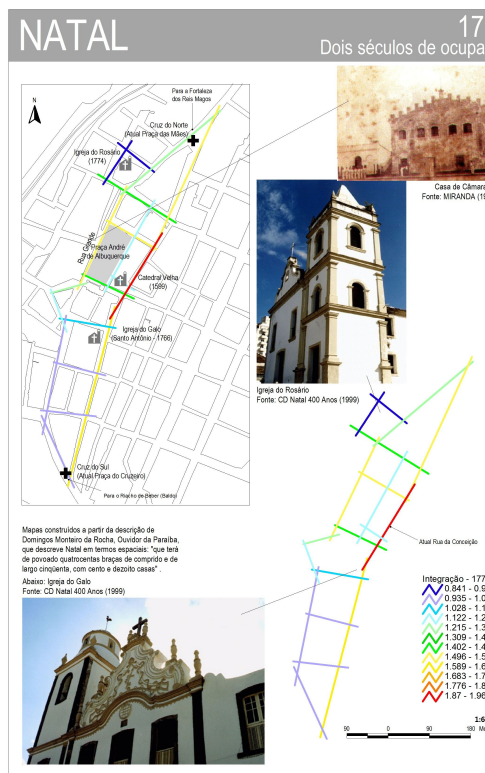 NATAL
17
Dois séculos de ocupa
Para a Fortaleza
dos Reis Magos
N
Cruz do Norte
(Atual Praça das Mães)
Igreja do Rosário
(1774)
Rua Grande
Praça André
de Albuquerque
Catedral Velha
(1599)
Igreja do Galo
(Santo Antônio - 1766)
Cruz do Sul
(Atual Praça do Cruzeiro)
Para o Riacho de Beber (Baldo)
Casa de Câmara
Fonte: MIRANDA (19
Igreja do Rosário
Fonte: CD Natal 400 Anos (1999)
Atual Rua da Conceição
Mapas construídos a partir da descrição de
Domingos Monteiro da Rocha, Ouvidor da Paraíba,
que descreve Natal em termos espaciais: "que terá
de povoado quatrocentas braças de comprido e de
largo cinqüenta, com cento e dezoito casas" .
Abaixo: Igreja do Galo
Fonte: CD Natal 400 Anos (1999)
Integração - 177
0.841 - 0.9
0.935 - 1.0
1.028 - 1.1
1.122 - 1.2
1.215 - 1.3
1.309 - 1.4
1.402 - 1.4
1.496 - 1.5
1.589 - 1.6
1.683 - 1.7
1.776 - 1.8
1.87 - 1.96
1:6
90 0 90 180 M